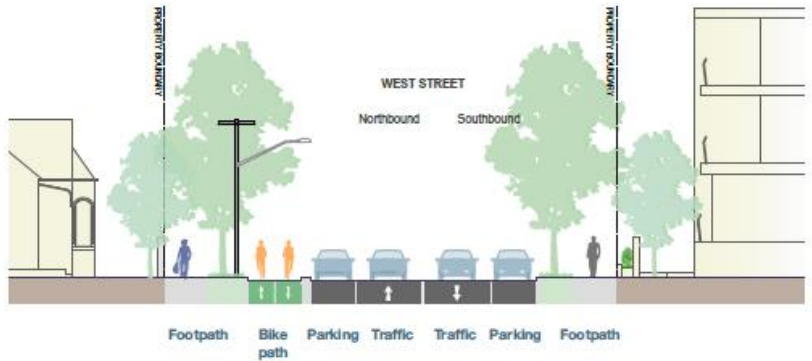 PROPERTY BOUNDARY
PROPERTY BOUNDARY
WEST STREET
Northbound Southbound
Footpath Bike path Parking Traffic Traffic Parking Footpath